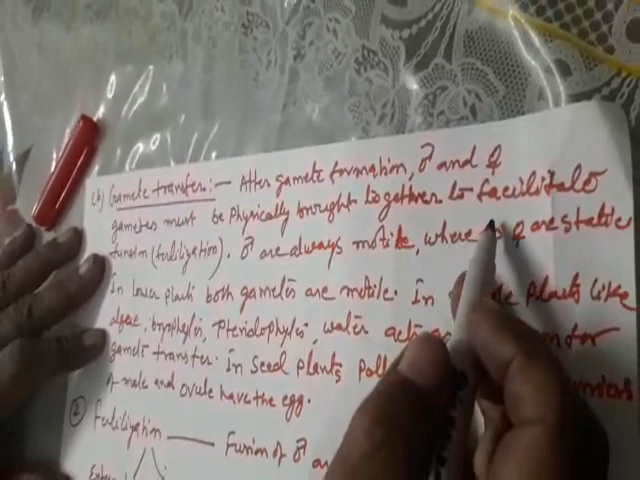 (b) Gamete transfer:— After gamete formation, ♂ and ♀
gametes must be physically brought together to facilitate
fusion (fertilization). ♂ are always motile, where ♀ are static
In lower plants both gametes are motile. In plants like
algae, bryophytes, Pteridophytes, water acts
gamete transfer. In seed plants
of male and ovule have the egg.
② Fertilization — Fusion of ♂